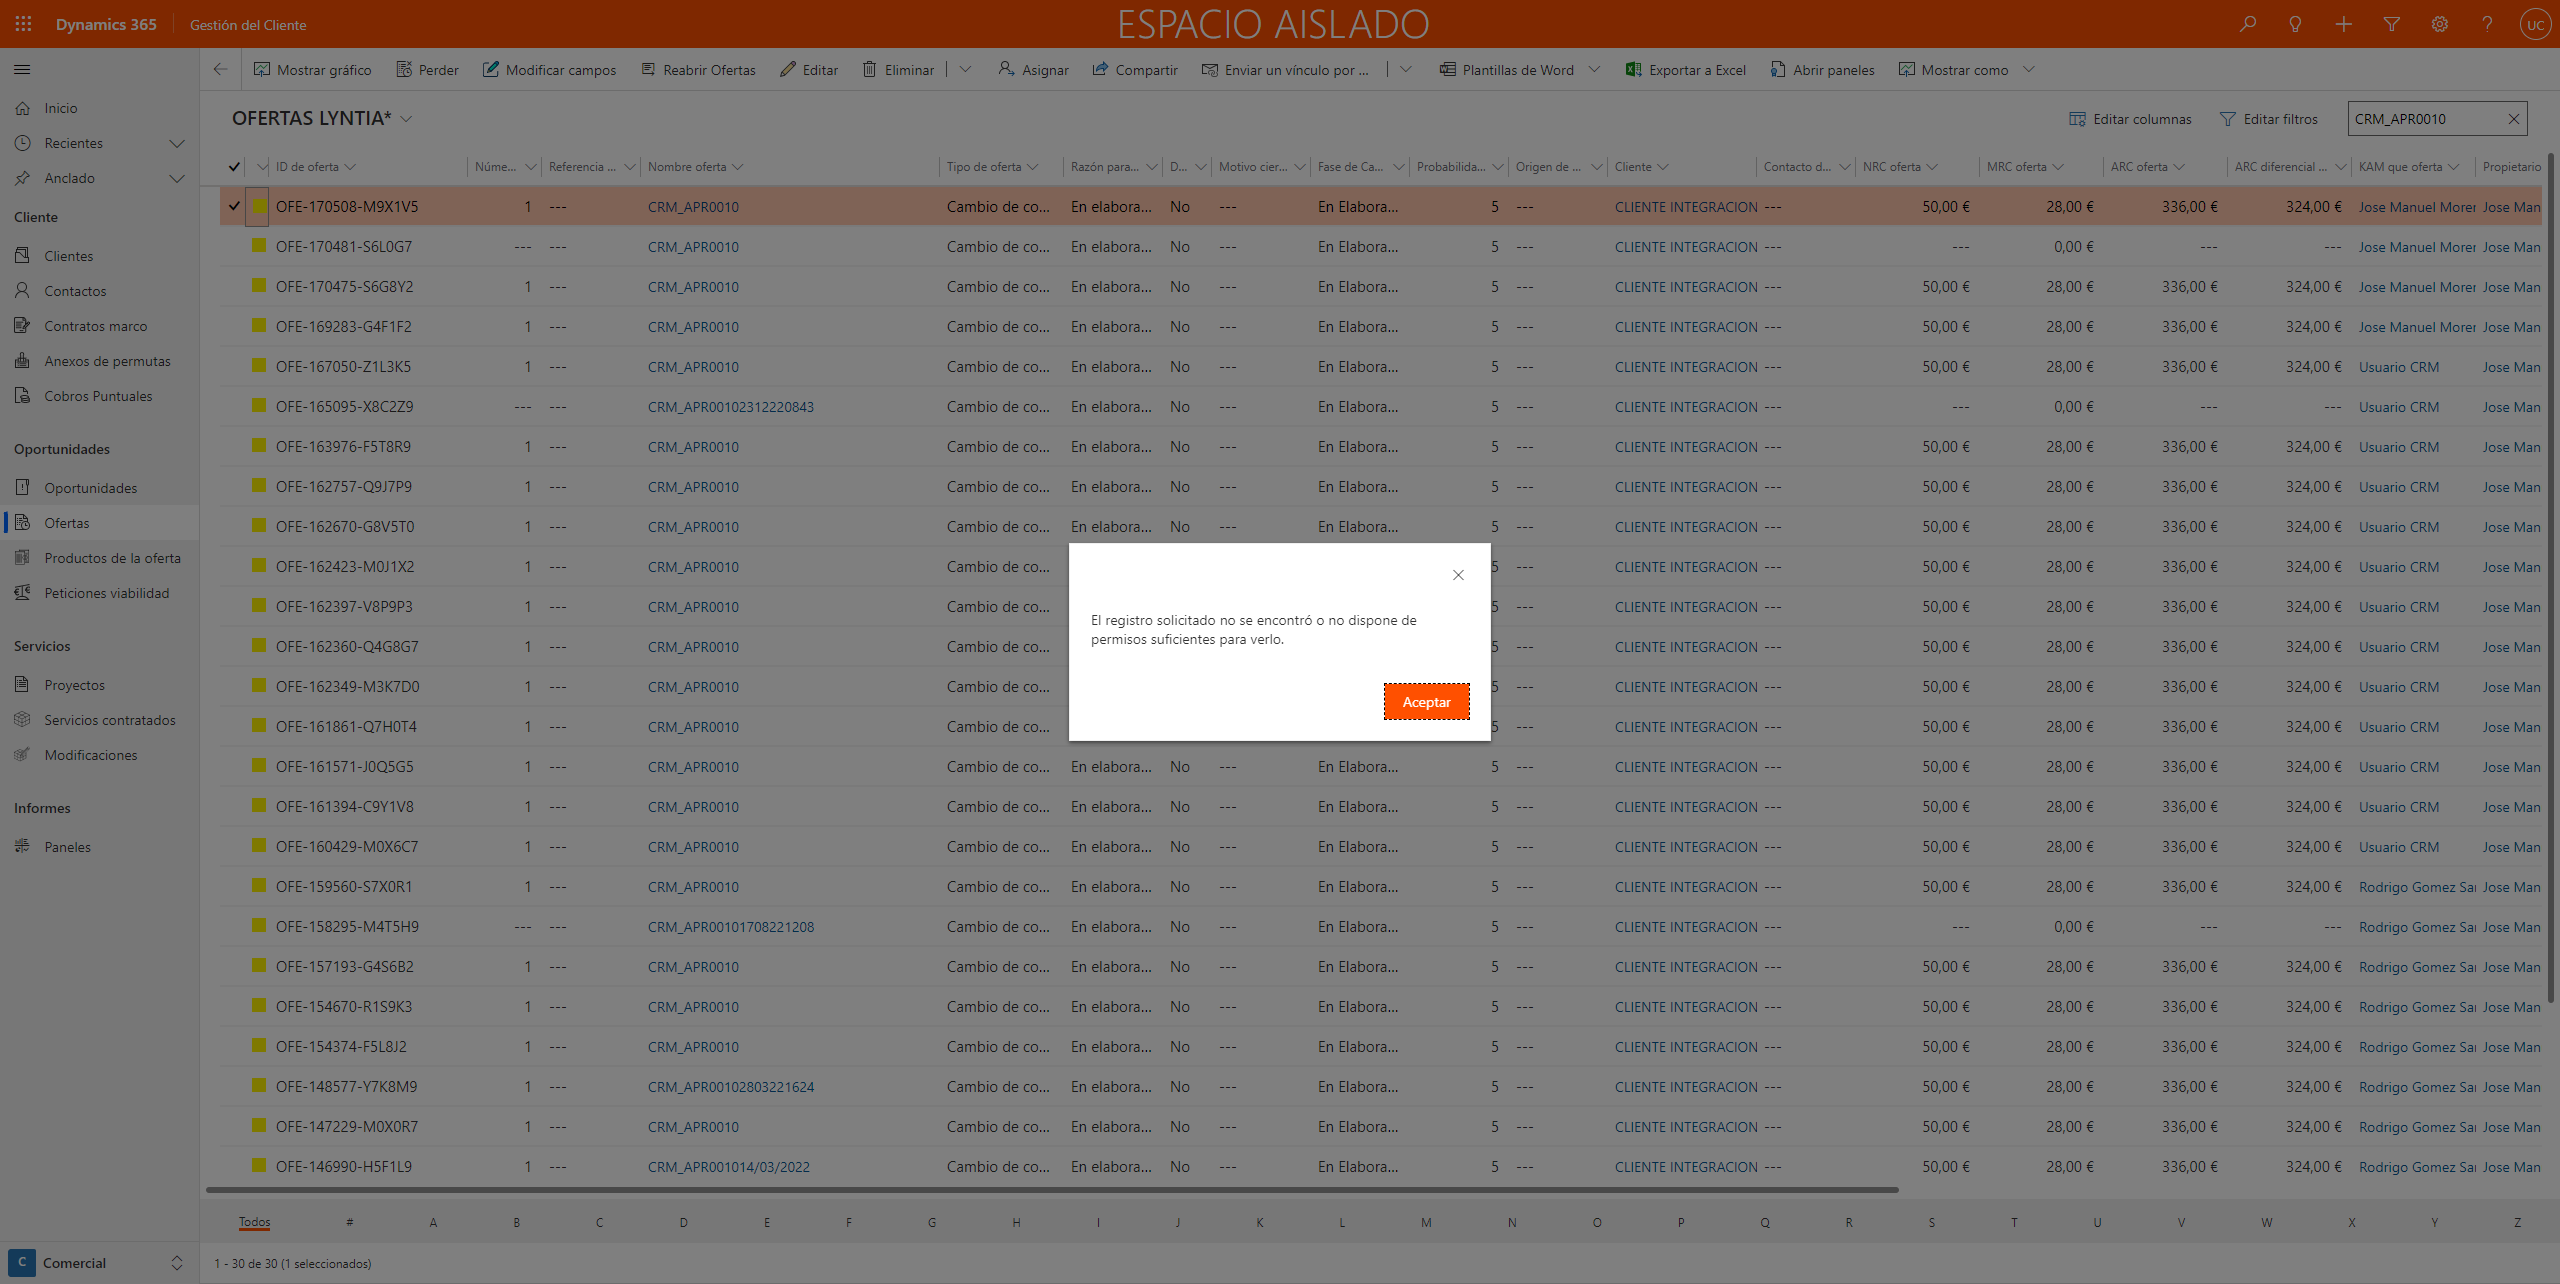 Dynamics 365
Gestión del Cliente
ESPACIO AISLADO
UC
Mostrar gráfico
Perder
Modificar campos
Reabrir Ofertas
Editar
Eliminar
Asignar
Compartir
Enviar un vínculo por ...
Plantillas de Word
Exportar a Excel
Abrir paneles
Mostrar como
Inicio
Recientes
Anclado
Cliente
Clientes
Contactos
Contratos marco
Anexos de permutas
Cobros Puntuales
Oportunidades
Oportunidades
Ofertas
Productos de la oferta
Peticiones viabilidad
Servicios
Proyectos
Servicios contratados
Modificaciones
Informes
Paneles
C Comercial
OFERTAS LYNTIA*
Editar columnas
Editar filtros
CRM_APR0010
ID de oferta Núme... Referencia ... Nombre oferta Tipo de oferta Razón para... D... Motivo cier... Fase de Ca... Probabilida... Origen de ... Cliente Contacto d... NRC oferta MRC oferta ARC oferta ARC diferencial ... KAM que oferta Propietario
OFE-170508-M9X1V5 1 --- CRM_APR0010 Cambio de co... En elabora... No --- En Elabora... 5 --- CLIENTE INTEGRACION --- 50,00 € 28,00 € 336,00 € 324,00 € Jose Manuel Morer Jose Man
OFE-170481-S6L0G7 --- --- CRM_APR0010 Cambio de co... En elabora... No --- En Elabora... 5 --- CLIENTE INTEGRACION --- --- 0,00 € --- --- Jose Manuel Morer Jose Man
OFE-170475-S6G8Y2 1 --- CRM_APR0010 Cambio de co... En elabora... No --- En Elabora... 5 --- CLIENTE INTEGRACION --- 50,00 € 28,00 € 336,00 € 324,00 € Jose Manuel Morer Jose Man
OFE-169283-G4F1F2 1 --- CRM_APR0010 Cambio de co... En elabora... No --- En Elabora... 5 --- CLIENTE INTEGRACION --- 50,00 € 28,00 € 336,00 € 324,00 € Jose Manuel Morer Jose Man
OFE-167050-Z1L3K5 1 --- CRM_APR0010 Cambio de co... En elabora... No --- En Elabora... 5 --- CLIENTE INTEGRACION --- 50,00 € 28,00 € 336,00 € 324,00 € Usuario CRM Jose Man
OFE-165095-X8C2Z9 --- --- CRM_APR00102312220843 Cambio de co... En elabora... No --- En Elabora... 5 --- CLIENTE INTEGRACION --- --- 0,00 € --- --- Usuario CRM Jose Man
OFE-163976-F5T8R9 1 --- CRM_APR0010 Cambio de co... En elabora... No --- En Elabora... 5 --- CLIENTE INTEGRACION --- 50,00 € 28,00 € 336,00 € 324,00 € Usuario CRM Jose Man
OFE-162757-Q9J7P9 1 --- CRM_APR0010 Cambio de co... En elabora... No --- En Elabora... 5 --- CLIENTE INTEGRACION --- 50,00 € 28,00 € 336,00 € 324,00 € Usuario CRM Jose Man
OFE-162670-G8V5T0 1 --- CRM_APR0010 Cambio de co... En elabora... No --- En Elabora... 5 --- CLIENTE INTEGRACION --- 50,00 € 28,00 € 336,00 € 324,00 € Usuario CRM Jose Man
OFE-162423-M0J1X2 1 --- CRM_APR0010 Cambio de co... 5 --- CLIENTE INTEGRACION --- 50,00 € 28,00 € 336,00 € 324,00 € Usuario CRM Jose Man
OFE-162397-V8P9P3 1 --- CRM_APR0010 Cambio de co... 5 --- CLIENTE INTEGRACION --- 50,00 € 28,00 € 336,00 € 324,00 € Usuario CRM Jose Man
OFE-162360-Q4G8G7 1 --- CRM_APR0010 Cambio de co... 5 --- CLIENTE INTEGRACION --- 50,00 € 28,00 € 336,00 € 324,00 € Usuario CRM Jose Man
OFE-162349-M3K7D0 1 --- CRM_APR0010 Cambio de co... 5 --- CLIENTE INTEGRACION --- 50,00 € 28,00 € 336,00 € 324,00 € Usuario CRM Jose Man
OFE-161861-Q7H0T4 1 --- CRM_APR0010 Cambio de co... 5 --- CLIENTE INTEGRACION --- 50,00 € 28,00 € 336,00 € 324,00 € Usuario CRM Jose Man
OFE-161571-J0Q5G5 1 --- CRM_APR0010 Cambio de co... En elabora... No --- En Elabora... 5 --- CLIENTE INTEGRACION --- 50,00 € 28,00 € 336,00 € 324,00 € Usuario CRM Jose Man
OFE-161394-C9Y1V8 1 --- CRM_APR0010 Cambio de co... En elabora... No --- En Elabora... 5 --- CLIENTE INTEGRACION --- 50,00 € 28,00 € 336,00 € 324,00 € Usuario CRM Jose Man
OFE-160429-M0X6C7 1 --- CRM_APR0010 Cambio de co... En elabora... No --- En Elabora... 5 --- CLIENTE INTEGRACION --- 50,00 € 28,00 € 336,00 € 324,00 € Usuario CRM Jose Man
OFE-159560-S7X0R1 1 --- CRM_APR0010 Cambio de co... En elabora... No --- En Elabora... 5 --- CLIENTE INTEGRACION --- 50,00 € 28,00 € 336,00 € 324,00 € Rodrigo Gomez Sar Jose Man
OFE-158295-M4T5H9 --- --- CRM_APR00101708221208 Cambio de co... En elabora... No --- En Elabora... 5 --- CLIENTE INTEGRACION --- --- 0,00 € --- --- Rodrigo Gomez Sar Jose Man
OFE-157193-G4S6B2 1 --- CRM_APR0010 Cambio de co... En elabora... No --- En Elabora... 5 --- CLIENTE INTEGRACION --- 50,00 € 28,00 € 336,00 € 324,00 € Rodrigo Gomez Sar Jose Man
OFE-154670-R1S9K3 1 --- CRM_APR0010 Cambio de co... En elabora... No --- En Elabora... 5 --- CLIENTE INTEGRACION --- 50,00 € 28,00 € 336,00 € 324,00 € Rodrigo Gomez Sar Jose Man
OFE-154374-F5L8J2 1 --- CRM_APR0010 Cambio de co... En elabora... No --- En Elabora... 5 --- CLIENTE INTEGRACION --- 50,00 € 28,00 € 336,00 € 324,00 € Rodrigo Gomez Sar Jose Man
OFE-148577-Y7K8M9 1 --- CRM_APR00102803221624 Cambio de co... En elabora... No --- En Elabora... 5 --- CLIENTE INTEGRACION --- 50,00 € 28,00 € 336,00 € 324,00 € Rodrigo Gomez Sar Jose Man
OFE-147229-M0X0R7 1 --- CRM_APR0010 Cambio de co... En elabora... No --- En Elabora... 5 --- CLIENTE INTEGRACION --- 50,00 € 28,00 € 336,00 € 324,00 € Rodrigo Gomez Sar Jose Man
OFE-146990-H5F1L9 1 --- CRM_APR001014/03/2022 Cambio de co... En elabora... No --- En Elabora... 5 --- CLIENTE INTEGRACION --- 50,00 € 28,00 € 336,00 € 324,00 € Rodrigo Gomez Sar Jose Man
El registro solicitado no se encontró o no dispone de
permisos suficientes para verlo.
Aceptar
Todos # A B C D E F G H I J K L M N O P Q R S T U V W X Y Z
1 - 30 de 30 (1 seleccionados)